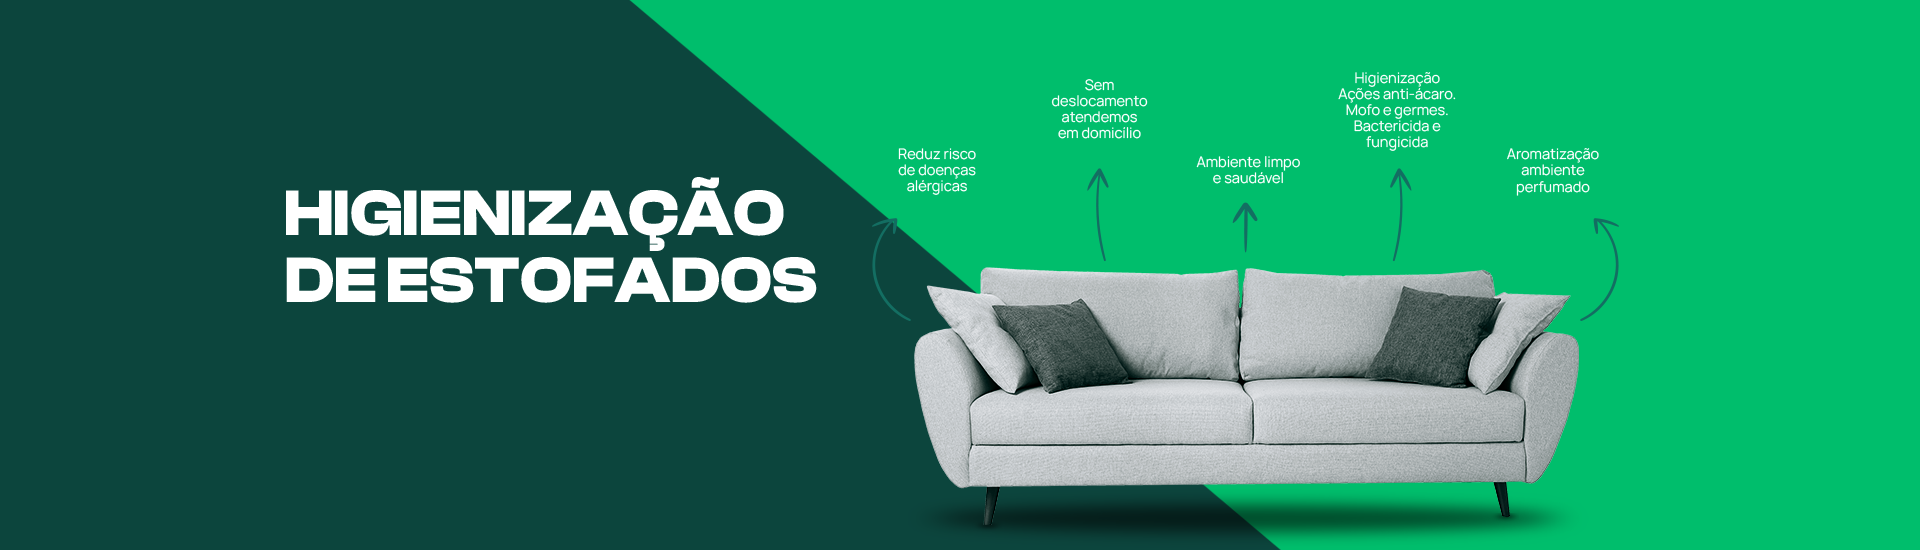 HIGIENIZAÇÃO
DE ESTOFADOS
Reduz risco
de doenças
alérgicas
Sem
deslocamento
atendemos
em domicílio
Ambiente limpo
e saudável
Higienização
Ações anti-ácaro.
Mofo e germes.
Bactericida e
fungicida
Aromatização
ambiente
perfumado